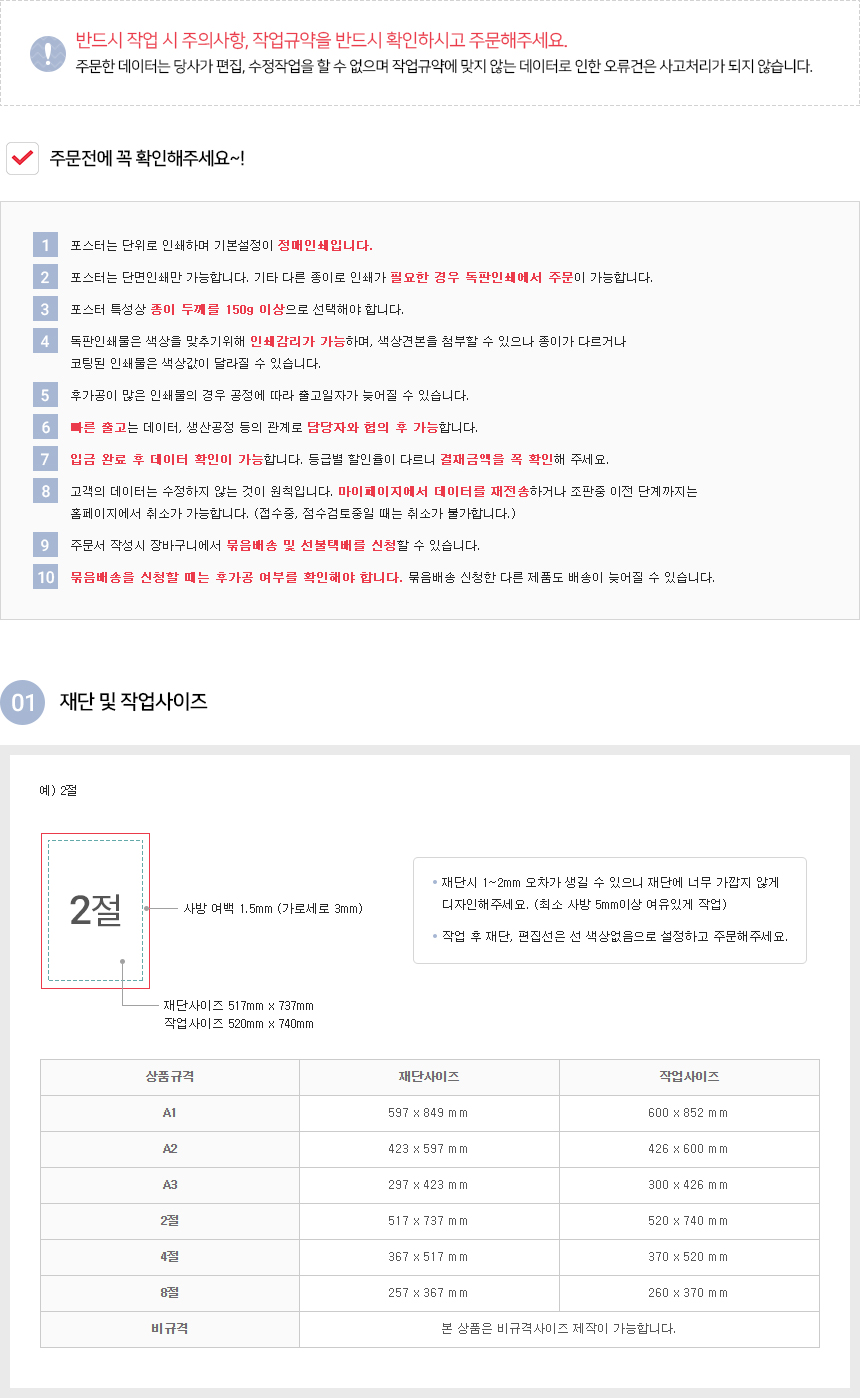 반드시 작업 시 주의사항, 작업규약을 반드시 확인하시고 주문해주세요.
주문한 데이터는 당사가 편집, 수정작업을 할 수 없으며 작업규약에 맞지 않는 데이터로 인한 오류건은 사고처리가 되지 않습니다.
주문전에 꼭 확인해주세요~!
1 포스터는 단위로 인쇄하며 기본설정이 정매인쇄입니다.
2 포스터는 단면인쇄만 가능합니다. 기타 다른 종이로 인쇄가 필요한 경우 독판인쇄에서 주문이 가능합니다.
3 포스터 특성상 종이 두께를 150g 이상으로 선택해야 합니다.
4 독판인쇄물은 색상을 맞추기위해 인쇄감리가 가능하며, 색상견본을 첨부할 수 있으나 종이가 다르거나
코팅된 인쇄물은 색상값이 달라질 수 있습니다.
5 후가공이 많은 인쇄물의 경우 공정에 따라 출고일자가 늦어질 수 있습니다.
6 빠른 출고는 데이터, 생산공정 등의 관계로 담당자와 협의 후 가능합니다.
7 입금 완료 후 데이터 확인이 가능합니다. 등급별 할인율이 다르니 결재금액을 꼭 확인해 주세요.
8 고객의 데이터는 수정하지 않는 것이 원칙입니다. 마이페이지에서 데이터를 재전송하거나 조판중 이전 단계까지는
홈페이지에서 취소가 가능합니다. (접수중, 접수검토중일 때는 취소가 불가합니다.)
9 주문서 작성시 장바구니에서 묶음배송 및 선불택배를 신청할 수 있습니다.
10 묶음배송을 신청할 때는 후가공 여부를 확인해야 합니다. 묶음배송 신청한 다른 제품도 배송이 늦어질 수 있습니다.
01 재단 및 작업사이즈
예) 2절
2절
사방 여백 1.5mm (가로세로 3mm)
재단사이즈 517mm x 737mm
작업사이즈 520mm x 740mm
• 재단시 1~2mm 오차가 생길 수 있으니 재단에 너무 가깝지 않게
디자인해주세요. (최소 사방 5mm이상 여유있게 작업)
• 작업 후 재단, 편집선은 선 색상없음으로 설정하고 주문해주세요.
상품규격 재단사이즈 작업사이즈
A1 597 x 849 mm 600 x 852 mm
A2 423 x 597 mm 426 x 600 mm
A3 297 x 423 mm 300 x 426 mm
2절 517 x 737 mm 520 x 740 mm
4절 367 x 517 mm 370 x 520 mm
8절 257 x 367 mm 260 x 370 mm
비규격 본 상품은 비규격사이즈 제작이 가능합니다.